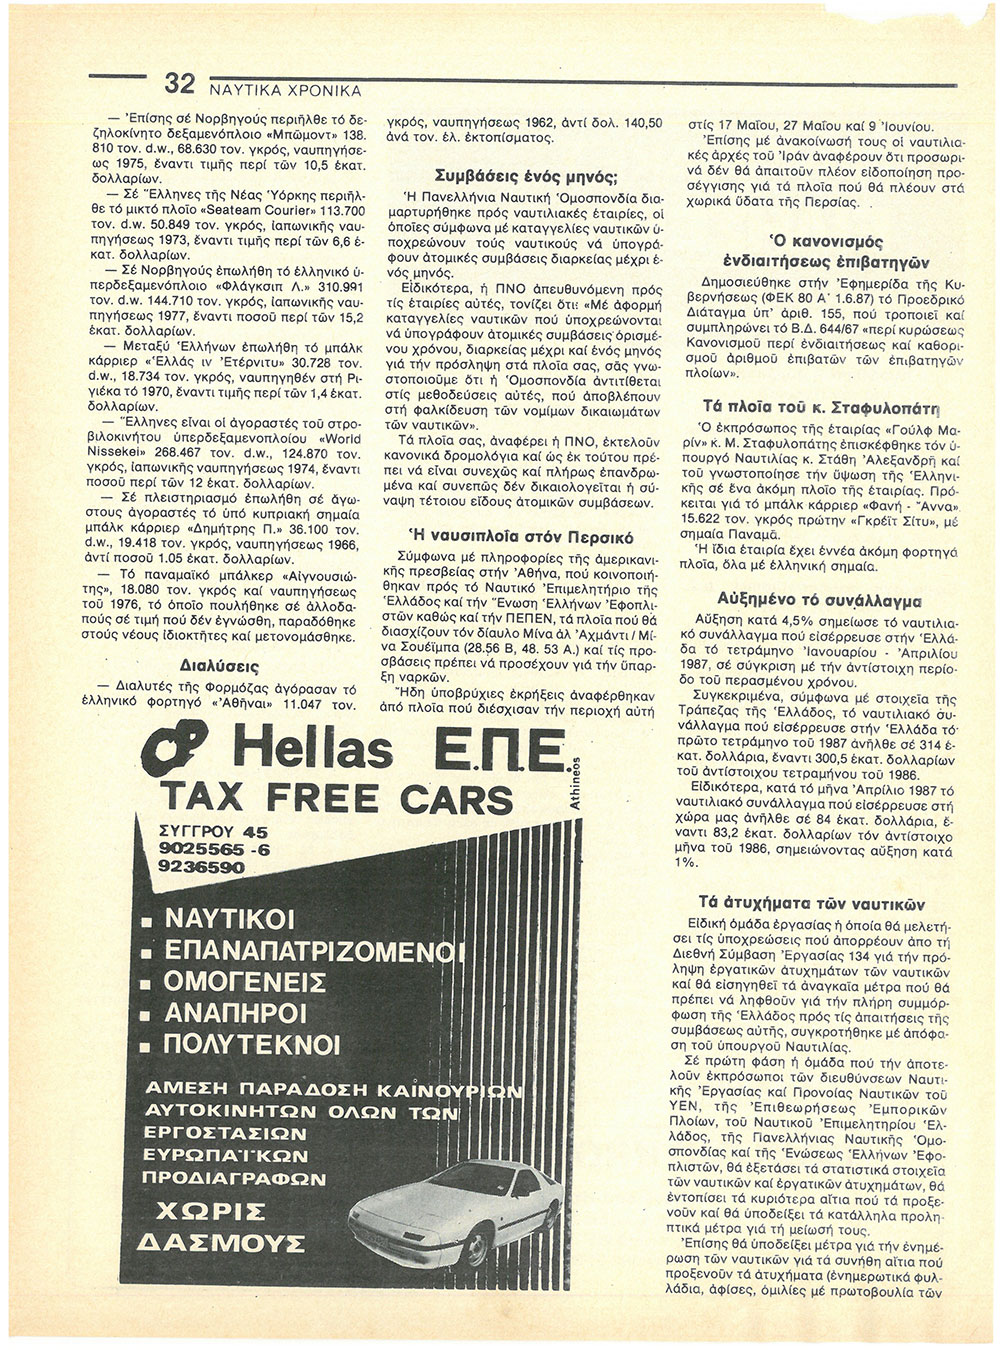 32 ΝΑΥΤΙΚΑ ΧΡΟΝΙΚΑ
— Ἐπίσης σέ Νορβηγούς περιῆλθε τό δε-
ζηλοκίνητο δεξαμενόπλοιο «Μπῶμοντ» 138.
810 τον. d.w., 68.630 τον. γκρός, ναυπηγήσε-
ως 1975, ἔναντι τιμῆς περί τῶν 10,5 ἑκατ.
δολλαρίων.
— Σέ Ἕλληνες τῆς Νέας Ὑόρκης περιῆλ-
θε τό μικτό πλοῖο «Seateam Courier» 113.700
τον. d.w. 50.849 τον. γκρός, ἰαπωνικῆς ναυ-
πηγήσεως 1973, ἔναντι τιμῆς περί τῶν 6,6 ἑ-
κατ. δολλαρίων.
— Σέ Νορβηγούς ἐπωλήθη τό ἑλληνικό ὑ-
περδεξαμενόπλοιο «Φλάγκσιπ Λ.» 310.991
τον. d.w. 144.710 τον. γκρός, ἰαπωνικής ναυ-
πηγήσεως 1977, ἔναντι ποσοῦ περί τῶν 15,2
ἑκατ. δολλαρίων.
— Μεταξύ Ἑλλήνων ἐπωλήθη τό μπάλκ
κάρριερ «Ἑλλάς ιν Ἐτέρνιτυ» 30.728 τον.
d.w., 18.734 τον. γκρός, ναυπηγηθέν στή Ρι-
γιέκα τό 1970, ἔναντι τιμῆς περί τῶν 1,4 ἑκατ.
δολλαρίων.
— Ἕλληνες εἶναι οἱ ἀγοραστές τοῦ στρο-
βιλοκινήτου ὑπερδεξαμενοπλοίου «World
Nissekei» 268.467 τον. d.w., 124.870 τον.
γκρός, ἰαπωνικῆς ναυπηγήσεως 1974, ἔναντι
ποσοῦ περί τῶν 12 ἑκατ. δολλαρίων.
— Σέ πλειστηριασμό ἐπωλήθη σέ ἄγω-
στους ἀγοραστές τό ὑπό κυπριακή σημαία
μπάλκ κάρριερ «Δημήτρης Π.» 36.100 τον.
d.w., 19.418 τον. γκρός, ναυπηγήσεως 1966,
ἀντί ποσοῦ 1.05 ἑκατ. δολλαρίων.
— Τό παναμαϊκό μπάλκερ «Αἰγνουσιώ-
της», 18.080 τον. γκρός καί ναυπηγήσεως
τοῦ 1976, τό ὁποῖο πουλήθηκε σέ ἀλλοδα-
πούς σέ τιμή πού δέν ἐγνώσθη, παραδόθηκε
στούς νέους ἰδιοκτῆτες καί μετονομάσθηκε.
Διαλύσεις
— Διαλυτές τῆς Φορμόζας ἀγόρασαν τό
ἑλληνικό φορτηγό «Ἀθῆναι» 11.047 τον.
γκρός, ναυπηγήσεως 1962, ἀντί δολ. 140,50
ἀνά τον. ἐλ. ἐκτοπίσματος.
Συμβάσεις ἑνός μηνός;
Ἡ Πανελλήνια Ναυτική Ὁμοσπονδία δια-
μαρτυρήθηκε πρός ναυτιλιακές ἑταιρίες, οἱ
ὁποῖες σύμφωνα μέ καταγγελίες ναυτικῶν ὑ-
ποχρεώνουν τούς ναυτικούς νά ὑπογρά-
φουν ἀτομικές συμβάσεις διαρκείας μέχρι ἑ-
νός μηνός.
Εἰδικότερα, ἡ ΠΝΟ ἀπευθυνόμενη πρός
τίς ἑταιρίες αὐτές, τονίζει ὅτι: «Μέ ἀφορμή
καταγγελίες ναυτικῶν πού ὑποχρεώνονται
νά ὑπογράφουν ἀτομικές συμβάσεις ὁρισμέ-
νου χρόνου, διαρκείας μέχρι καί ἑνός μηνός
γιά τήν πρόσληψη στά πλοῖα σας, σᾶς γνω-
στοποιοῦμε ὅτι ἡ Ὁμοσπονδία ἀντιτίθεται
στίς μεθοδεύσεις αὐτές, πού ἀποβλέπουν
στή φαλκίδευση τῶν νομίμων δικαιωμάτων
τῶν ναυτικῶν».
Τά πλοῖα σας, ἀναφέρει ἡ ΠΝΟ, ἐκτελοῦν
κανονικά δρομολόγια καί ὡς ἐκ τούτου πρέ-
πει νά εἶναι συνεχῶς καί πλήρως ἐπανδρω-
μένα καί συνεπῶς δέν δικαιολογεῖται ἡ σύ-
ναψη τέτοιου εἴδους ἀτομικῶν συμβάσεων.
Ἡ ναυσιπλοΐα στόν Περσικό
Σύμφωνα μέ πληροφορίες τῆς ἀμερικανι-
κῆς πρεσβείας στήν Ἀθήνα, πού κοινοποιή-
θηκαν πρός τό Ναυτικό Ἐπιμελητήριο τῆς
Ἑλλάδος καί τήν Ἕνωση Ἑλλήνων Ἐφοπλι-
στῶν καθώς καί τήν ΠΕΠΕΝ, τά πλοῖα πού θά
διασχίζουν τόν δίαυλο Μίνα ἀλ Ἀχμάντι / Μί-
να Σουέϊμπα (28.56 Β, 48. 53 Α.) καί τίς προ-
σβάσεις πρέπει νά προσέχουν γιά τήν ὕπαρ-
ξη ναρκῶν.
Ἤδη ὑποβρύχιες ἐκρήξεις ἀναφέρθηκαν
ἀπό πλοῖα πού διέσχισαν τήν περιοχή αὐτή
στίς 17 Μαΐου, 27 Μαΐου καί 9 Ἰουνίου.
Ἐπίσης μέ ἀνακοίνωσή τους οἱ ναυτιλια-
κές ἀρχές τοῦ Ἰράν ἀναφέρουν ὅτι προσωρι-
νά δέν θά ἀπαιτοῦν πλέον εἰδοποίηση προ-
σέγγισης γιά τά πλοῖα πού θά πλέουν στά
χωρικά ὕδατα τῆς Περσίας.
Ὁ κανονισμός
ἐνδιαιτήσεως ἐπιβατηγῶν
Δημοσιεύθηκε στήν Ἐφημερίδα τῆς Κυ-
βερνήσεως (ΦΕΚ 80 Α΄ 1.6.87) τό Προεδρικό
Διάταγμα ὑπ' ἀριθ. 155, πού τροποιεῖ καί
συμπληρώνει τό Β.Δ. 644/67 «περί κυρώσεως
Κανονισμοῦ περί ἐνδιαιτήσεως καί καθορι-
σμοῦ ἀριθμοῦ ἐπιβατῶν τῶν ἐπιβατηγῶν
πλοίων».
Τά πλοῖα τοῦ κ. Σταφυλοπάτη
Ὁ ἐκπρόσωπος τῆς ἑταιρίας «Γούλφ Μα-
ρίν» κ. Μ. Σταφυλοπάτης ἐπισκέφθηκε τόν ὑ-
πουργό Ναυτιλίας κ. Στάθη Ἀλεξανδρή καί
τοῦ γνωστοποίησε τήν ὕψωση τῆς Ἑλληνι-
κῆς σέ ἕνα ἀκόμη πλοῖο τῆς ἑταιρίας. Πρό-
κειται γιά τό μπάλκ κάρριερ «Φανή - Ἄννα»
15.622 τον. γκρός πρώτην «Γκρέϊτ Σίτυ», μέ
σημαία Παναμᾶ.
Ἡ ἴδια ἑταιρία ἔχει ἐννέα ἀκόμη φορτηγά
πλοῖα, ὅλα μέ ἑλληνική σημαία.
Αὐξημένο τό συνάλλαγμα
Αὔξηση κατά 4,5% σημείωσε τό ναυτιλια-
κό συνάλλαγμα πού εἰσέρρευσε στήν Ἑλλά-
δα τό τετράμηνο Ἰανουαρίου - Ἀπριλίου
1987, σέ σύγκριση μέ τήν ἀντίστοιχη περίο-
δο τοῦ περασμένου χρόνου.
Συγκεκριμένα, σύμφωνα μέ στοιχεῖα τῆς
Τράπεζας τῆς Ἑλλάδος, τό ναυτιλιακό συ-
νάλλαγμα πού εἰσέρρευσε στήν Ἑλλάδα τό
πρῶτο τετράμηνο τοῦ 1987 ἀνῆλθε σέ 314 ἑ-
κατ. δολλάρια, ἔναντι 300,5 ἑκατ. δολλαρίων
τοῦ ἀντίστοιχου τετραμήνου τοῦ 1986.
Εἰδικότερα, κατά τό μῆνα Ἀπρίλιο 1987 τό
ναυτιλιακό συνάλλαγμα πού εἰσέρρευσε στή
χώρα μας ἀνῆλθε σέ 84 ἑκατ. δολλάρια, ἔ-
ναντι 83,2 ἑκατ. δολλαρίων τόν ἀντίστοιχο
μῆνα τοῦ 1986, σημειώνοντας αὔξηση κατά
1%.
Τά ἀτυχήματα τῶν ναυτικῶν
Εἰδική ὁμάδα ἐργασίας ἡ ὁποία θά μελετή-
σει τίς ὑποχρεώσεις πού ἀπορρέουν ἀπο τή
Διεθνή Σύμβαση Ἐργασίας 134 γιά τήν πρό-
ληψη ἐργατικῶν ἀτυχημάτων τῶν ναυτικῶν
καί θά εἰσηγηθεῖ τά ἀναγκαῖα μέτρα πού θά
πρέπει νά ληφθοῦν γιά τήν πλήρη συμμόρ-
φωση τῆς Ἑλλάδος πρός τίς ἀπαιτήσεις τῆς
συμβάσεως αὐτῆς, συγκροτήθηκε μέ ἀπόφα-
ση τοῦ ὑπουργοῦ Ναυτιλίας.
Σέ πρώτη φάση ἡ ὁμάδα πού τήν ἀποτε-
λοῦν ἐκπρόσωποι τῶν διευθύνσεων Ναυτι-
κῆς Ἐργασίας καί Προνοίας Ναυτικῶν τοῦ
ΥΕΝ, τῆς Ἐπιθεωρήσεως Ἐμπορικῶν
Πλοίων, τοῦ Ναυτικοῦ Ἐπιμελητηρίου Ἑλ-
λάδος, τῆς Πανελλήνιας Ναυτικῆς Ὁμο-
σπονδίας καί τῆς Ἑνώσεως Ἑλλήνων Ἐφο-
πλιστῶν, θά ἐξετάσει τά στατιστικά στοιχεῖα
τῶν ναυτικῶν καί ἐργατικῶν ἀτυχημάτων, θά
ἐντοπίσει τά κυριότερα αἴτια πού τά προξε-
νοῦν καί θά ὑποδείξει τά κατάλληλα προλη-
πτικά μέτρα γιά τή μείωσή τους.
Ἐπίσης θά ὑποδείξει μέτρα γιά τήν ἐνημέ-
ρωση τῶν ναυτικῶν γιά τά συνήθη αἴτια πού
προξενοῦν τά ἀτυχήματα (ἐνημερωτικά φυλ-
λάδια, ἀφίσες, ὁμιλίες μέ πρωτοβουλία τῶν
Hellas Ε.Π.Ε.
TAX FREE CARS
Athineos
ΣΥΓΓΡΟΥ 45
9025565 -6
9236590
▪ ΝΑΥΤΙΚΟΙ
▪ ΕΠΑΝΑΠΑΤΡΙΖΟΜΕΝΟΙ
▪ ΟΜΟΓΕΝΕΙΣ
▪ ΑΝΑΠΗΡΟΙ
▪ ΠΟΛΥΤΕΚΝΟΙ
ΑΜΕΣΗ ΠΑΡΑΔΟΣΗ ΚΑΙΝΟΥΡΙΩΝ
ΑΥΤΟΚΙΝΗΤΩΝ ΟΛΩΝ ΤΩΝ
ΕΡΓΟΣΤΑΣΙΩΝ
ΕΥΡΩΠΑΪΚΩΝ
ΠΡΟΔΙΑΓΡΑΦΩΝ
ΧΩΡΙΣ
ΔΑΣΜΟΥΣ